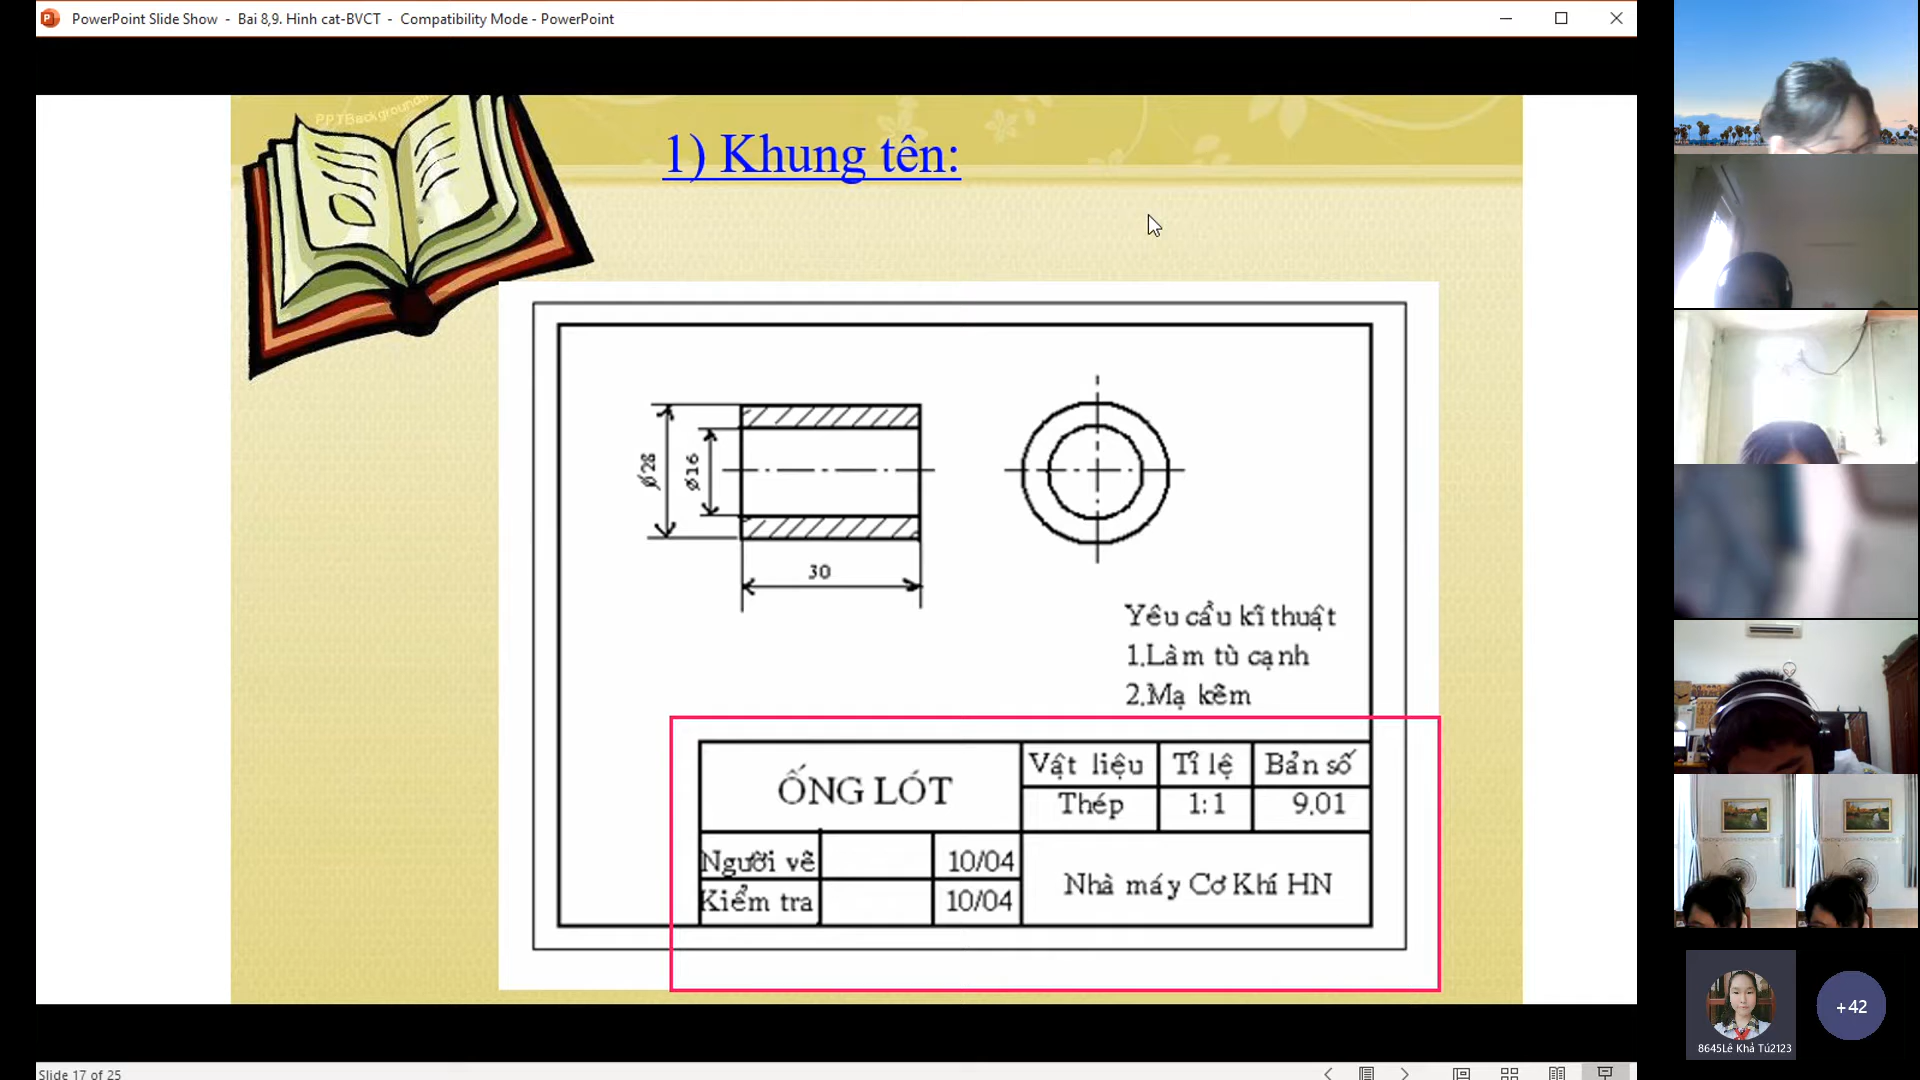 PowerPoint Slide Show - Bai 8,9. Hinh cat-BVCT - Compatibility Mode - PowerPoint
PPTBackground
1) Khung tên:
Ø28
Ø16
30
Yêu cầu kĩ thuật
1.Làm tù cạnh
2.Mạ kẽm
ỐNG LÓT
Vật liệu Tỉ lệ Bản số
Thép 1:1 9.01
Người vẽ 10/04
Kiểm tra 10/04
Nhà máy Cơ Khí HN
8645Lê Khả Tú2123
+42
Slide 17 of 25